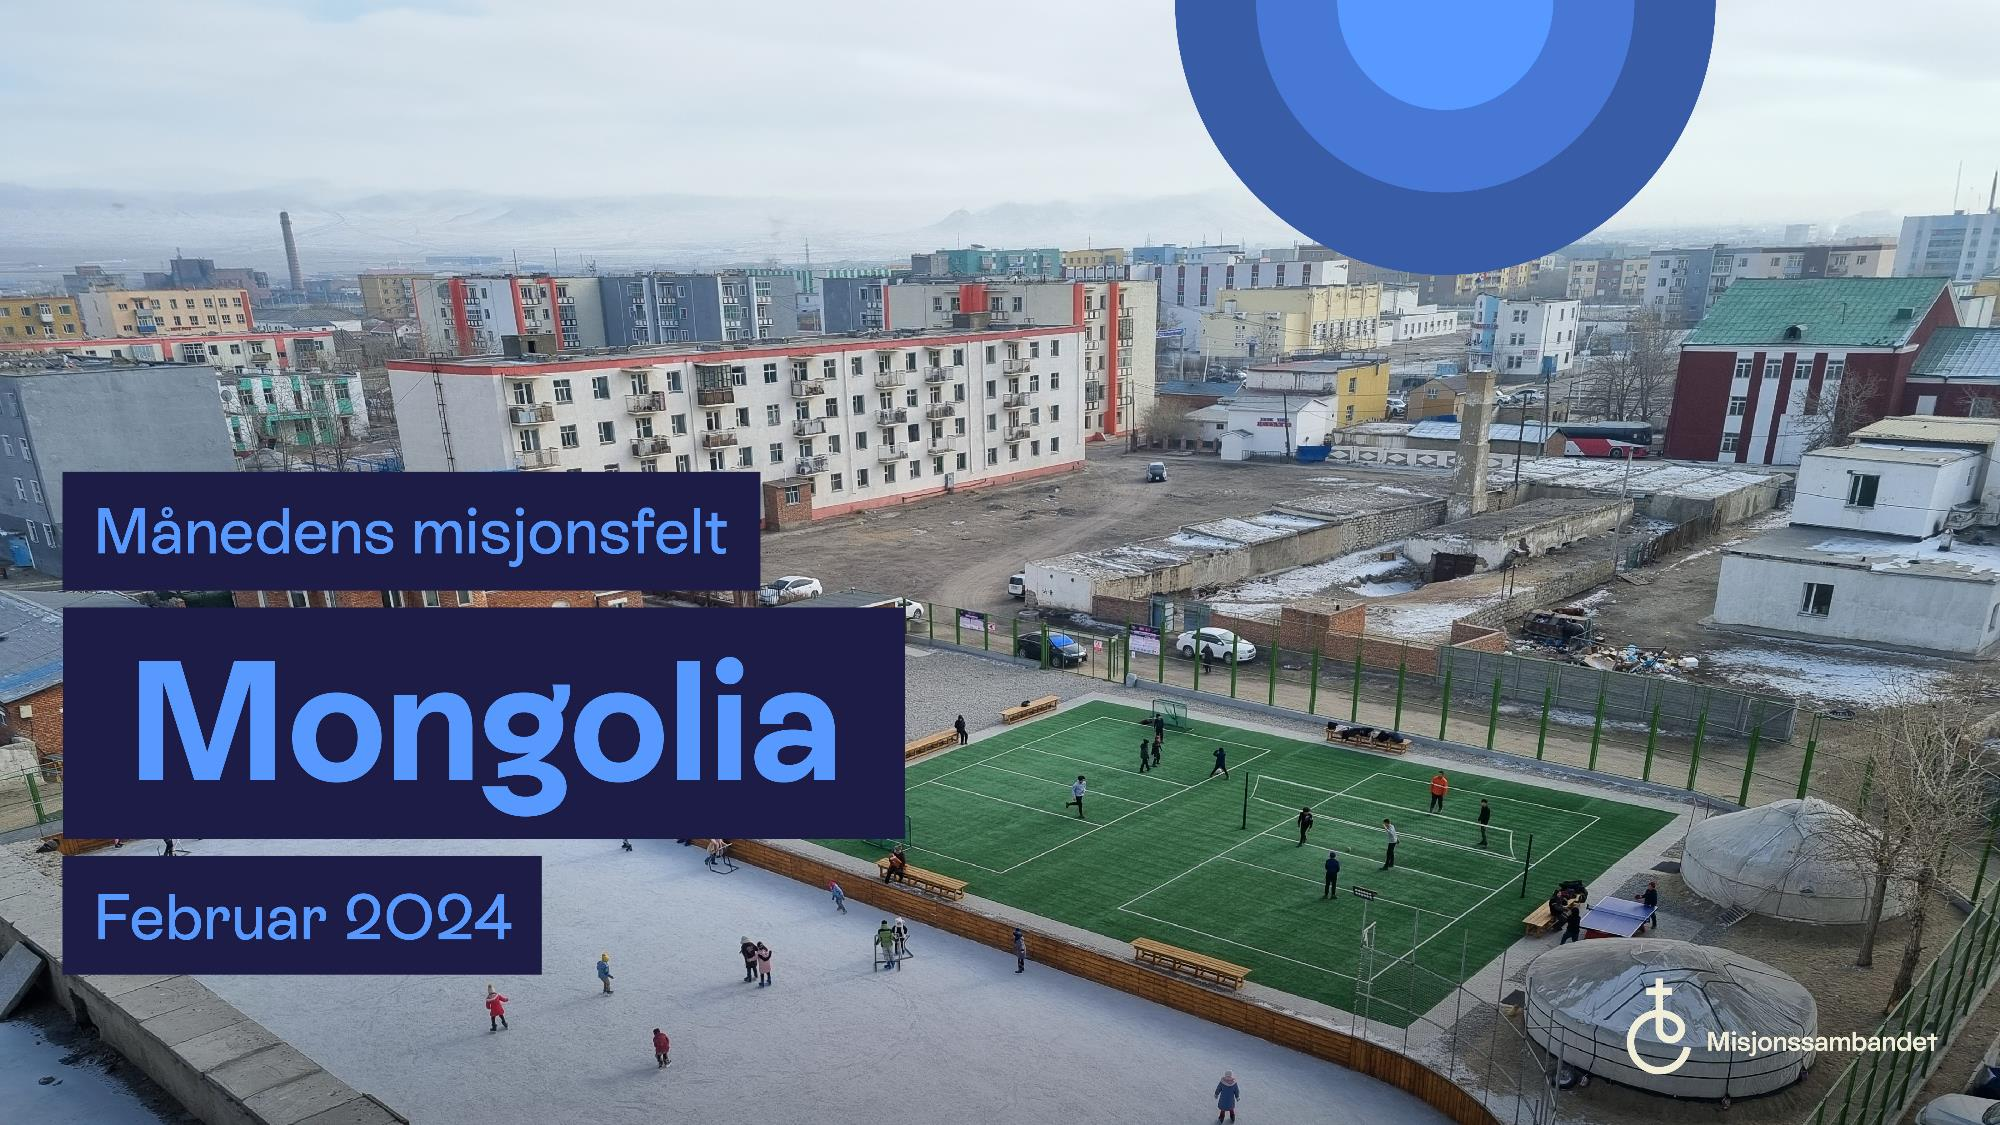 Månedens misjonsfelt
Mongolia
Februar 2024
Misjonssambandet